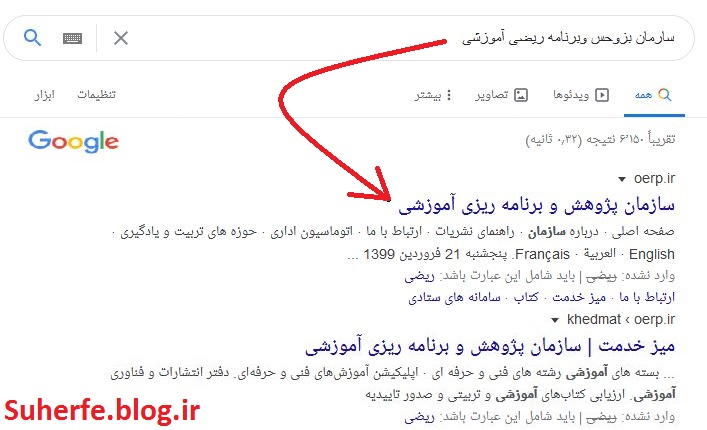 سارمان بزوحس وبرنامه ریضی آموزشی
همه ویدئوها تصاویر بیشتر تنظیمات ابزار
تقریباً ۶٬۱۵۰ نتیجه (۰٫۳۲ ثانیه)
Google
oerp.ir
سازمان پژوهش و برنامه ریزی آموزشی
صفحه اصلی · درباره سازمان · راهنمای نشریات · ارتباط با ما · اتوماسیون اداری · حوزه های تربیت و یادگیری ·
English · العربية · Français. پنجشنبه 21 فروردین 1399 ...
وارد نشده: ریضی | باید شامل این عبارت باشد: ریضی
ارتباط با ما · میز خدمت · کتاب · سامانه های ستادی
khedmat ‹ oerp.ir
میز خدمت | سازمان پژوهش و برنامه ریزی آموزشی
... بسته های آموزشی رشته های فنی و حرفه ای · اپلیکیشن آموزش‌های فنی و حرفه‌ای. دفتر انتشارات و فناوری
آموزشی. ارزیابی کتاب‌های آموزشی و تربیتی و صدور تاییدیه
وارد نشده: ریضی | باید شامل این عبارت باشد: ریضی
Suherfe.blog.ir